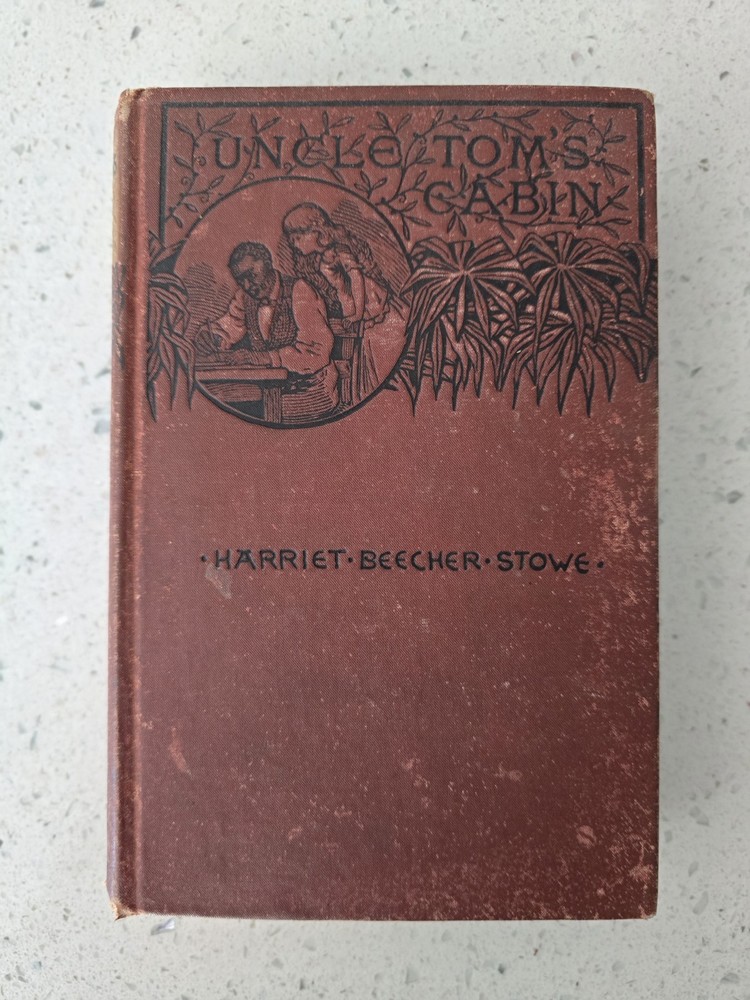 UNCLE TOM'S
CABIN
·HARRIET·BEECHER·STOWE·